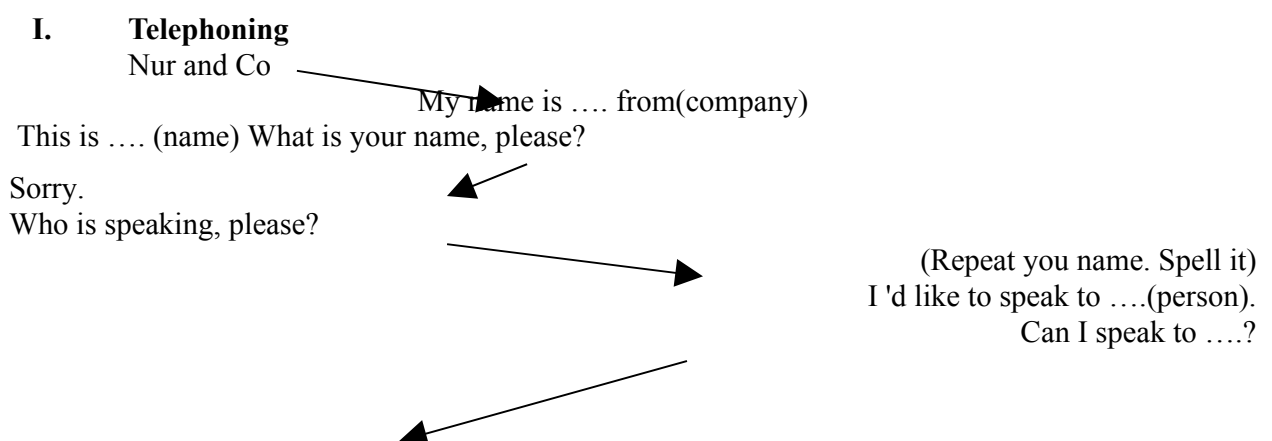 I. Telephoning
Nur and Co
My name is …. from(company)
This is …. (name) What is your name, please?
Sorry.
Who is speaking, please?
(Repeat you name. Spell it)
I 'd like to speak to ….(person).
Can I speak to ….?